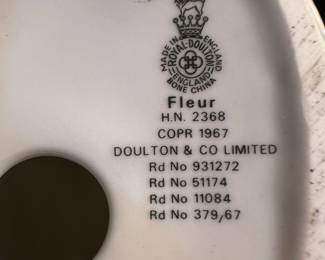 MADE IN ENGLAND
ROYAL·DOULTON
ENGLAND
BONE CHINA
Fleur
H.N. 2368
COPR 1967
DOULTON & CO LIMITED
Rd No 931272
Rd No 51174
Rd No 11084
Rd No 379,67